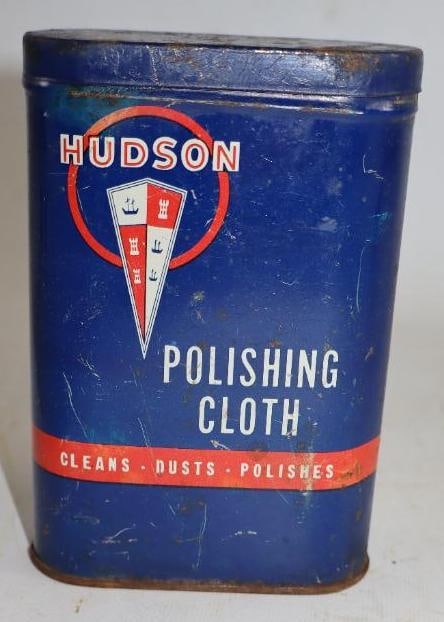 HUDSON
POLISHING
CLOTH
CLEANS · DUSTS · POLISHES